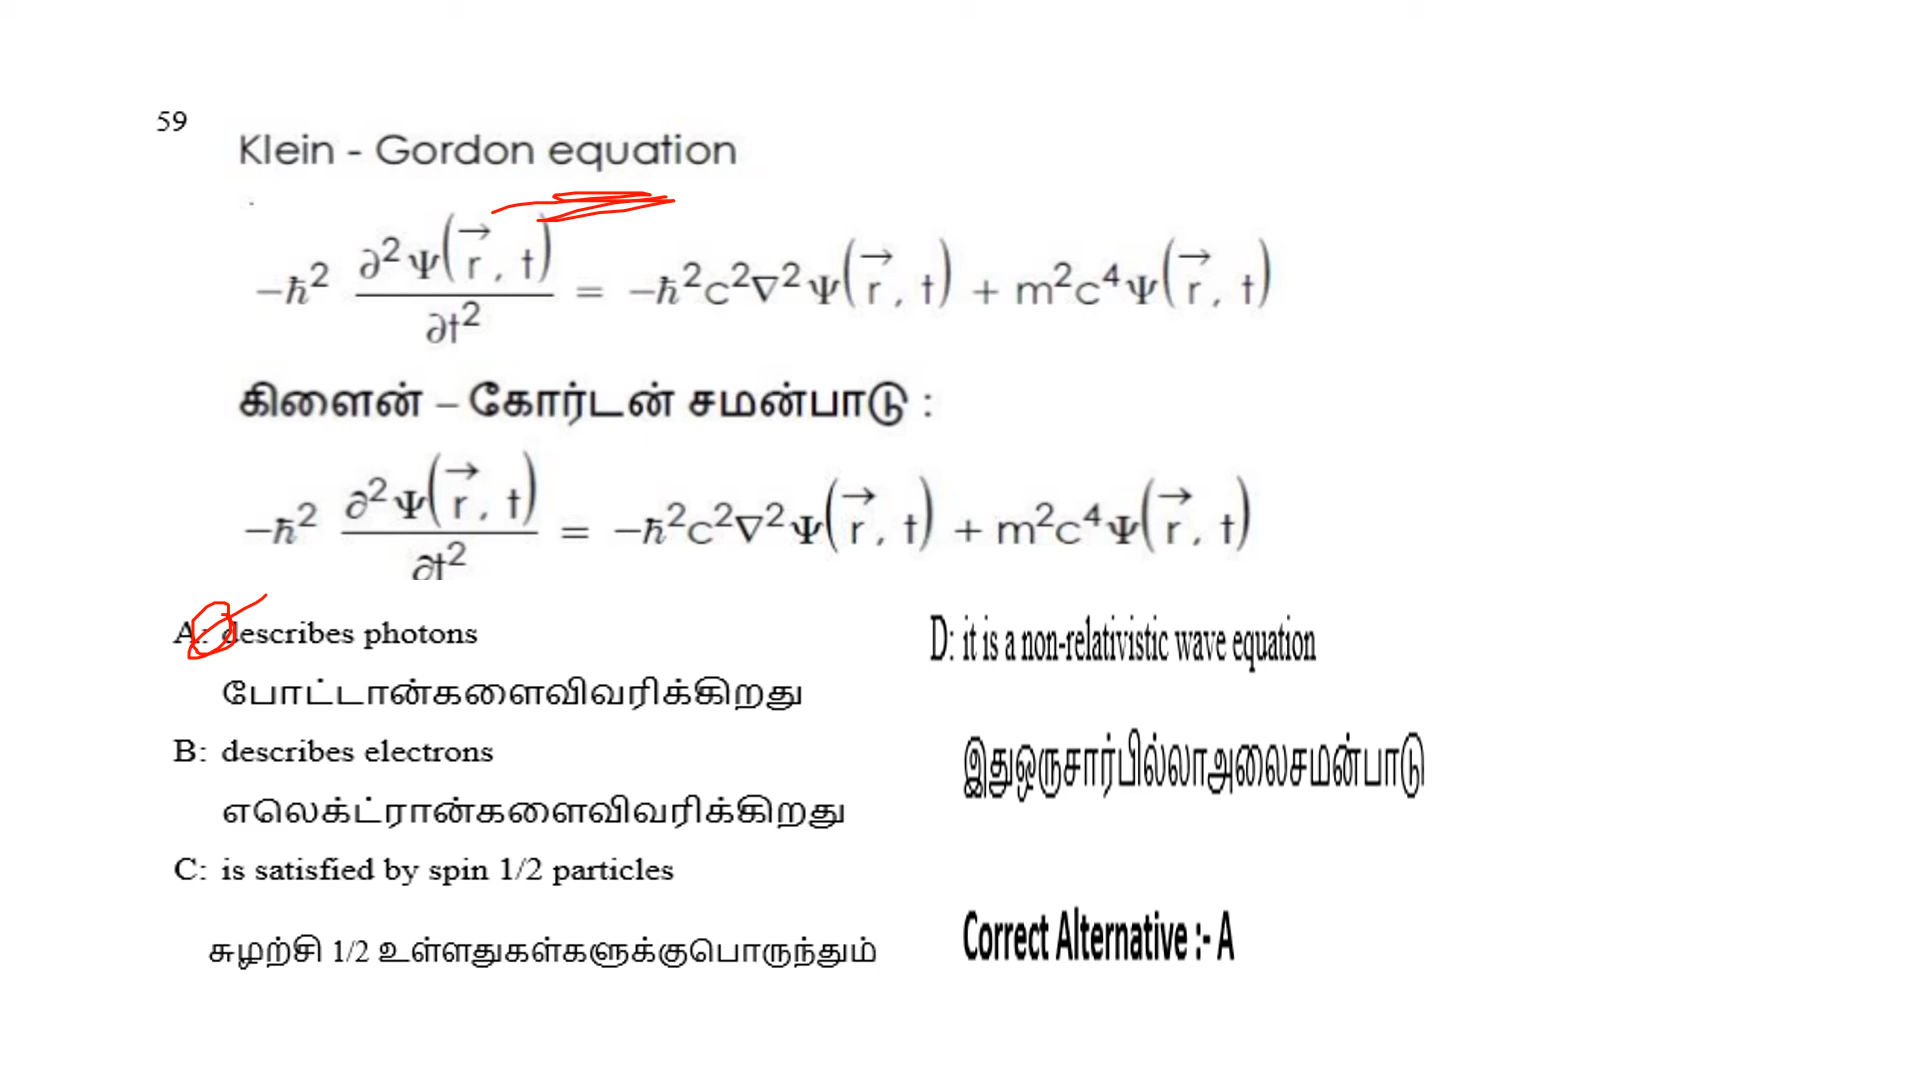 59
Klein - Gordon equation
−ℏ² ∂²Ψ(r⃗, t)/∂t² = −ℏ²c²∇²Ψ(r⃗, t) + m²c⁴Ψ(r⃗, t)
கிளைன் – கோர்டன் சமன்பாடு :
−ℏ² ∂²Ψ(r⃗, t)/∂t² = −ℏ²c²∇²Ψ(r⃗, t) + m²c⁴Ψ(r⃗, t)
A: describes photons
போட்டான்களைவிவரிக்கிறது
B: describes electrons
எலெக்ட்ரான்களைவிவரிக்கிறது
C: is satisfied by spin 1/2 particles
சுழற்சி 1/2 உள்ளதுகள்களுக்குபொருந்தும்
D: it is a non-relativistic wave equation
இதுஒருசார்பில்லாஅலைசமன்பாடு
Correct Alternative :- A